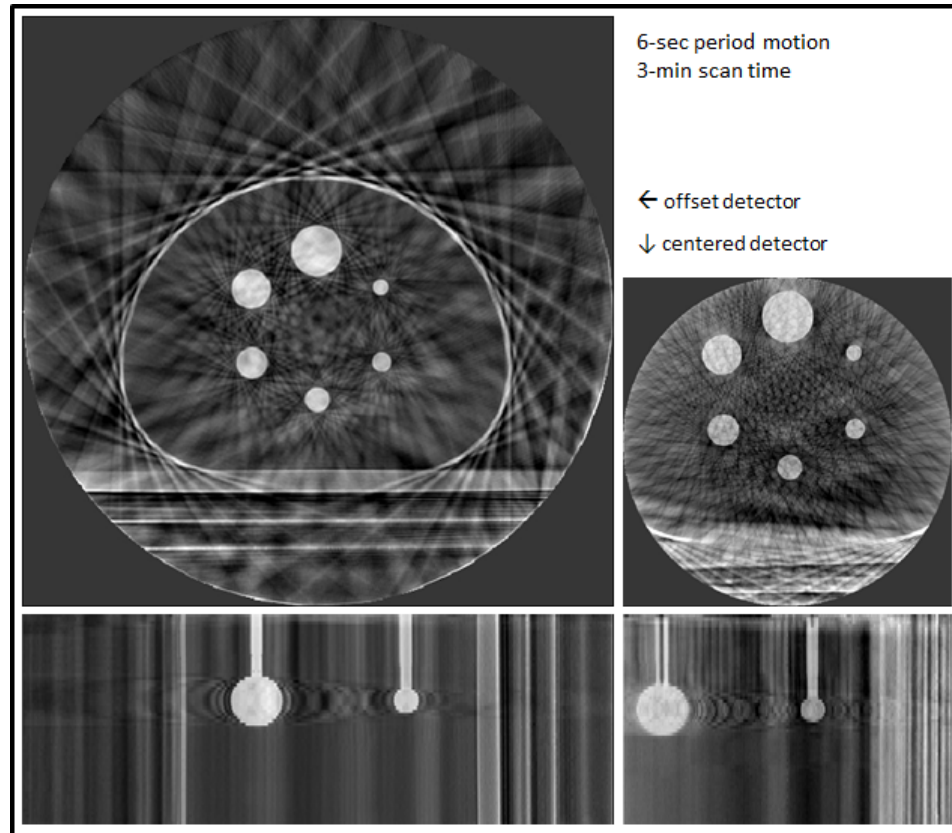 6-sec period motion
3-min scan time
← offset detector
↓ centered detector